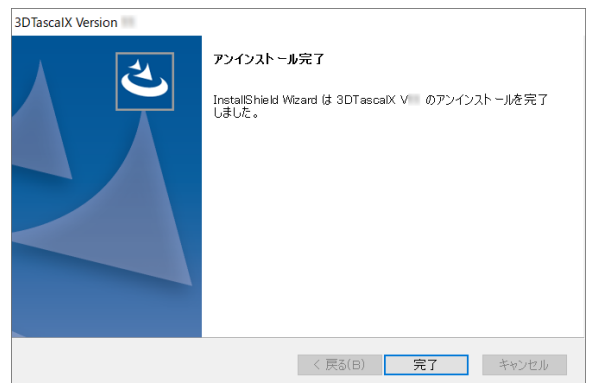 3DTascalX Version
アンインストール完了
InstallShield Wizard は 3DTascalX V のアンインストールを完了
しました。
< 戻る(B) 完了 キャンセル